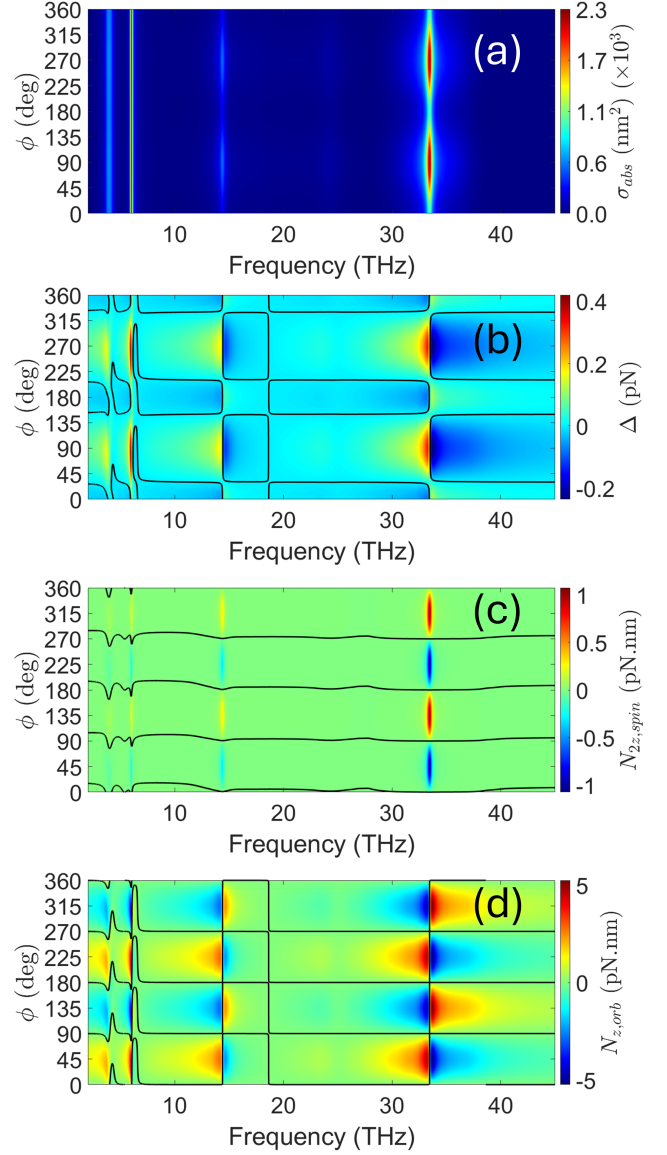 360
315
270
225
180
135
90
45
0
ϕ (deg)
(a)
10 20 30 40
Frequency (THz)
2.3
1.7
1.1
0.6
0.0
σabs (nm²) (×10³)
360
315
270
225
180
135
90
45
0
ϕ (deg)
(b)
10 20 30 40
Frequency (THz)
0.4
0.2
0
-0.2
Δ (pN)
360
315
270
225
180
135
90
45
0
ϕ (deg)
(c)
10 20 30 40
Frequency (THz)
1
0.5
0
-0.5
-1
N2z,spin (pN.nm)
360
315
270
225
180
135
90
45
0
ϕ (deg)
(d)
10 20 30 40
Frequency (THz)
5
0
-5
Nz,orb (pN.nm)